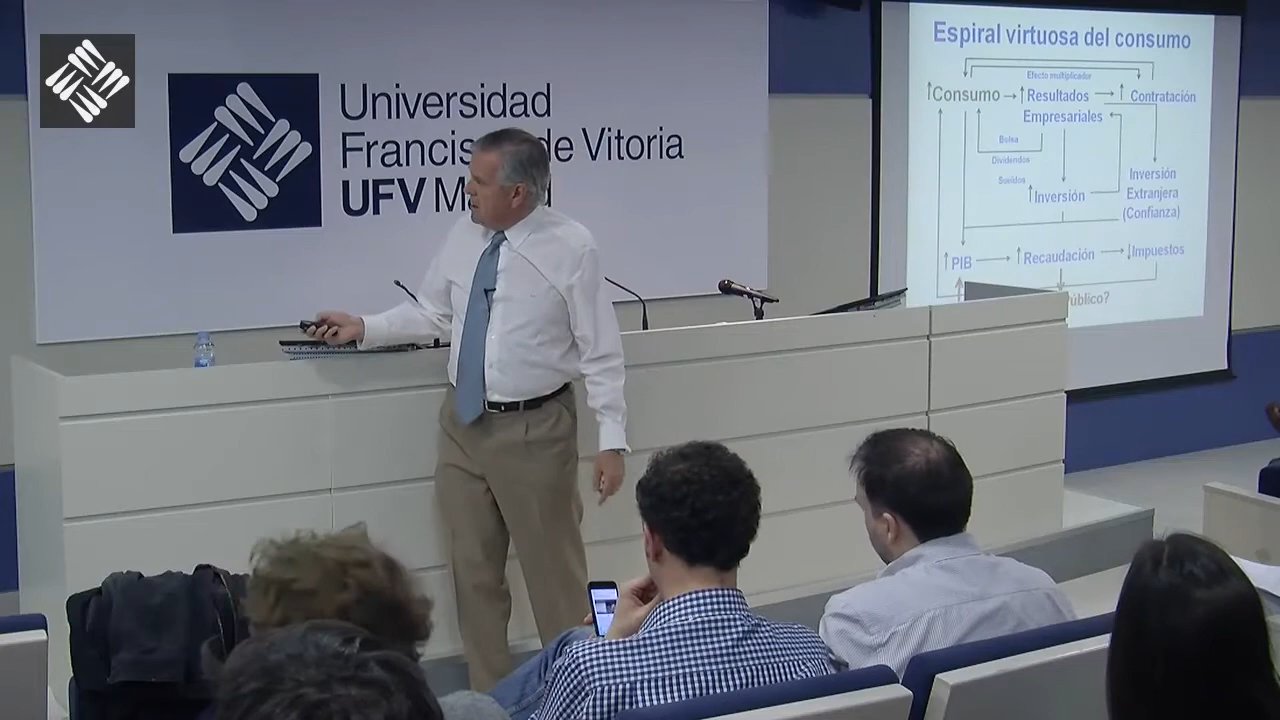 Universidad
Francis de Vitoria
UFV M d
Espiral virtuosa del consumo
Efecto multiplicador
↑Consumo → ↑Resultados → ↑ Contratación
Empresariales
Bolsa
Dividendos
Sueldos
↑Inversión
Inversión
Extranjera
(Confianza)
↑PIB → ↑Recaudación → ↓Impuestos
Público?